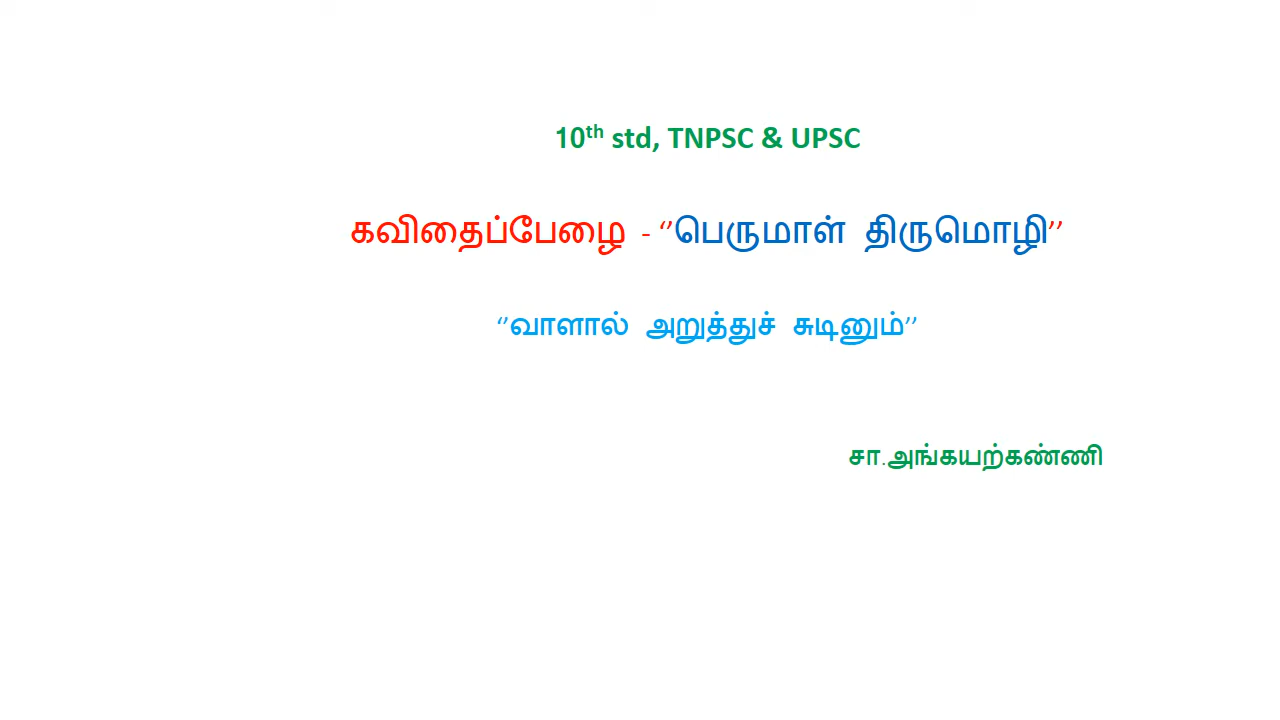 10th std, TNPSC & UPSC
கவிதைப்பேழை - ‘’பெருமாள் திருமொழி’’
‘’வாளால் அறுத்துச் சுடினும்’’
சா.அங்கயற்கண்ணி